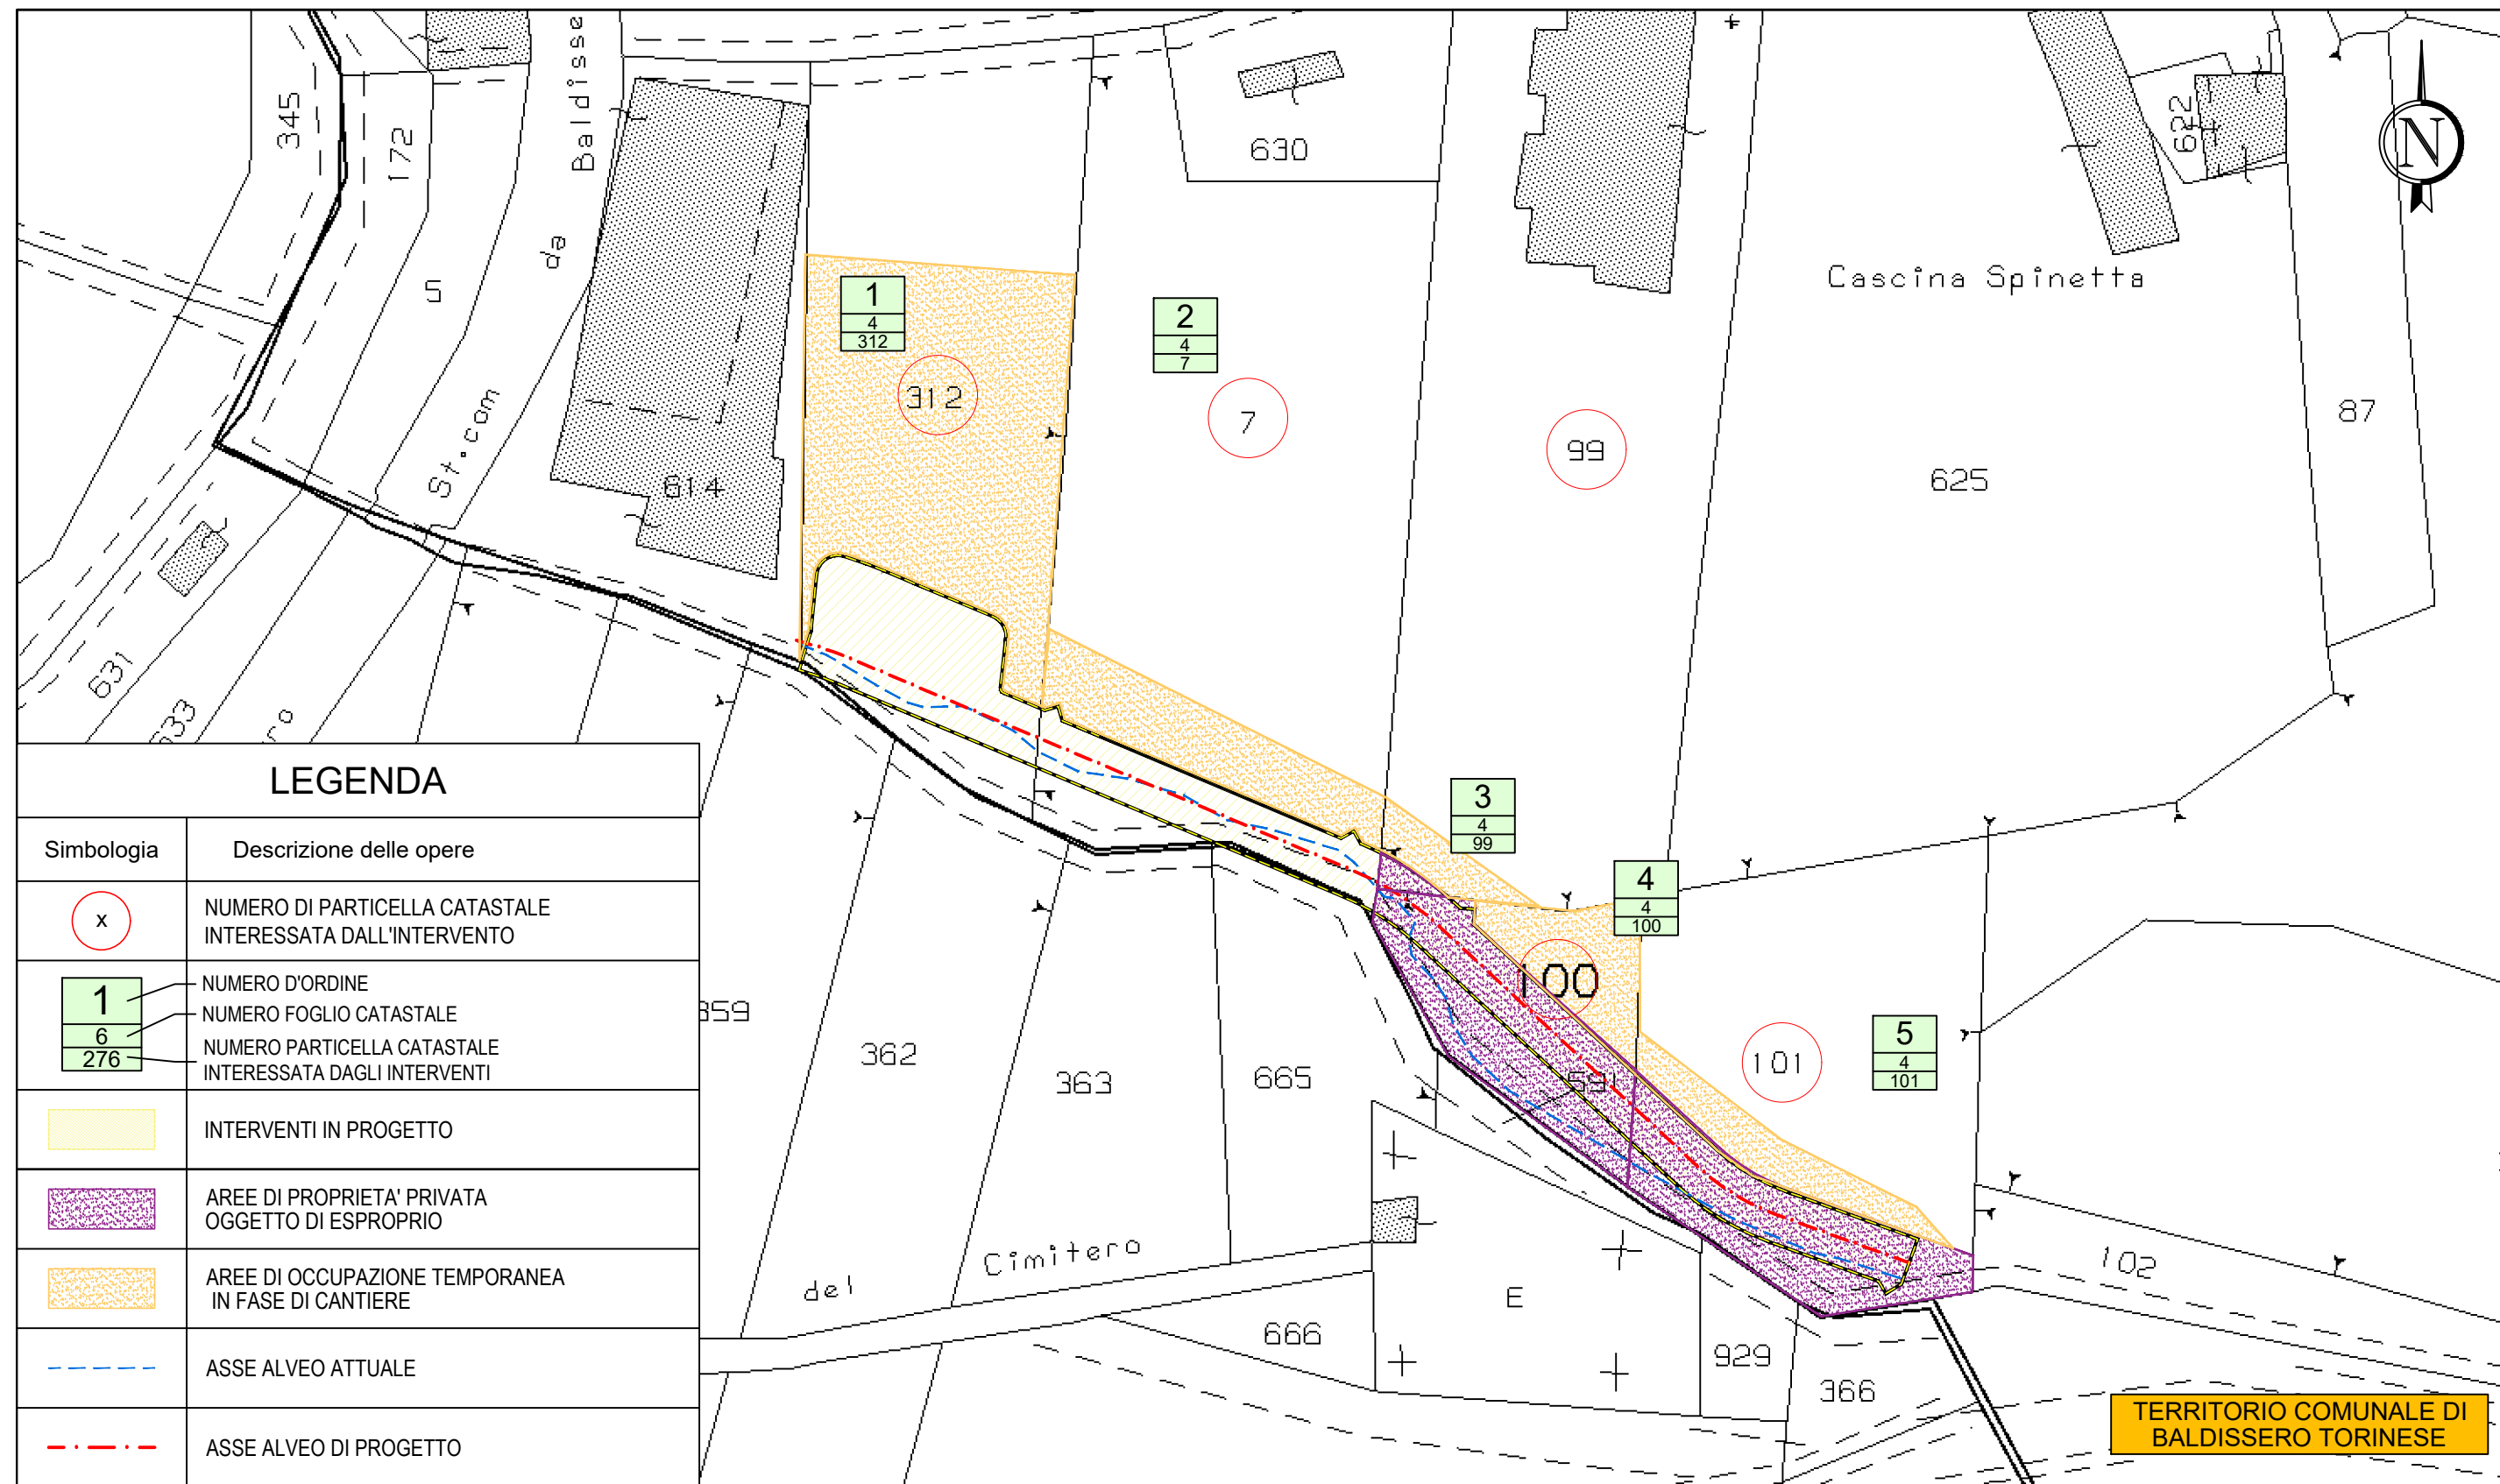 345
172
Baldisse
da
St.com
5
630
622
N
Cascina Spinetta
1
4
312
312
2
4
7
7
99
625
87
614
631
633
ro
3
4
99
4
4
100
100
5
4
101
101
591
362
363
665
859
del Cimitero
E
666
929
366
102
LEGENDA
Simbologia
Descrizione delle opere
x
NUMERO DI PARTICELLA CATASTALE
INTERESSATA DALL'INTERVENTO
1
6
276
NUMERO D'ORDINE
NUMERO FOGLIO CATASTALE
NUMERO PARTICELLA CATASTALE
INTERESSATA DAGLI INTERVENTI
INTERVENTI IN PROGETTO
AREE DI PROPRIETA' PRIVATA
OGGETTO DI ESPROPRIO
AREE DI OCCUPAZIONE TEMPORANEA
IN FASE DI CANTIERE
ASSE ALVEO ATTUALE
ASSE ALVEO DI PROGETTO
TERRITORIO COMUNALE DI
BALDISSERO TORINESE